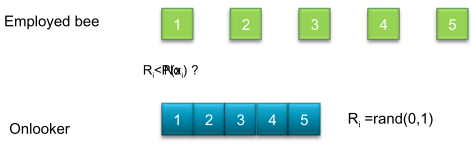 Employed bee
1 2 3 4 5
Rᵢ< ?
1 2 3 4 5
Rᵢ =rand(0,1)
Onlooker